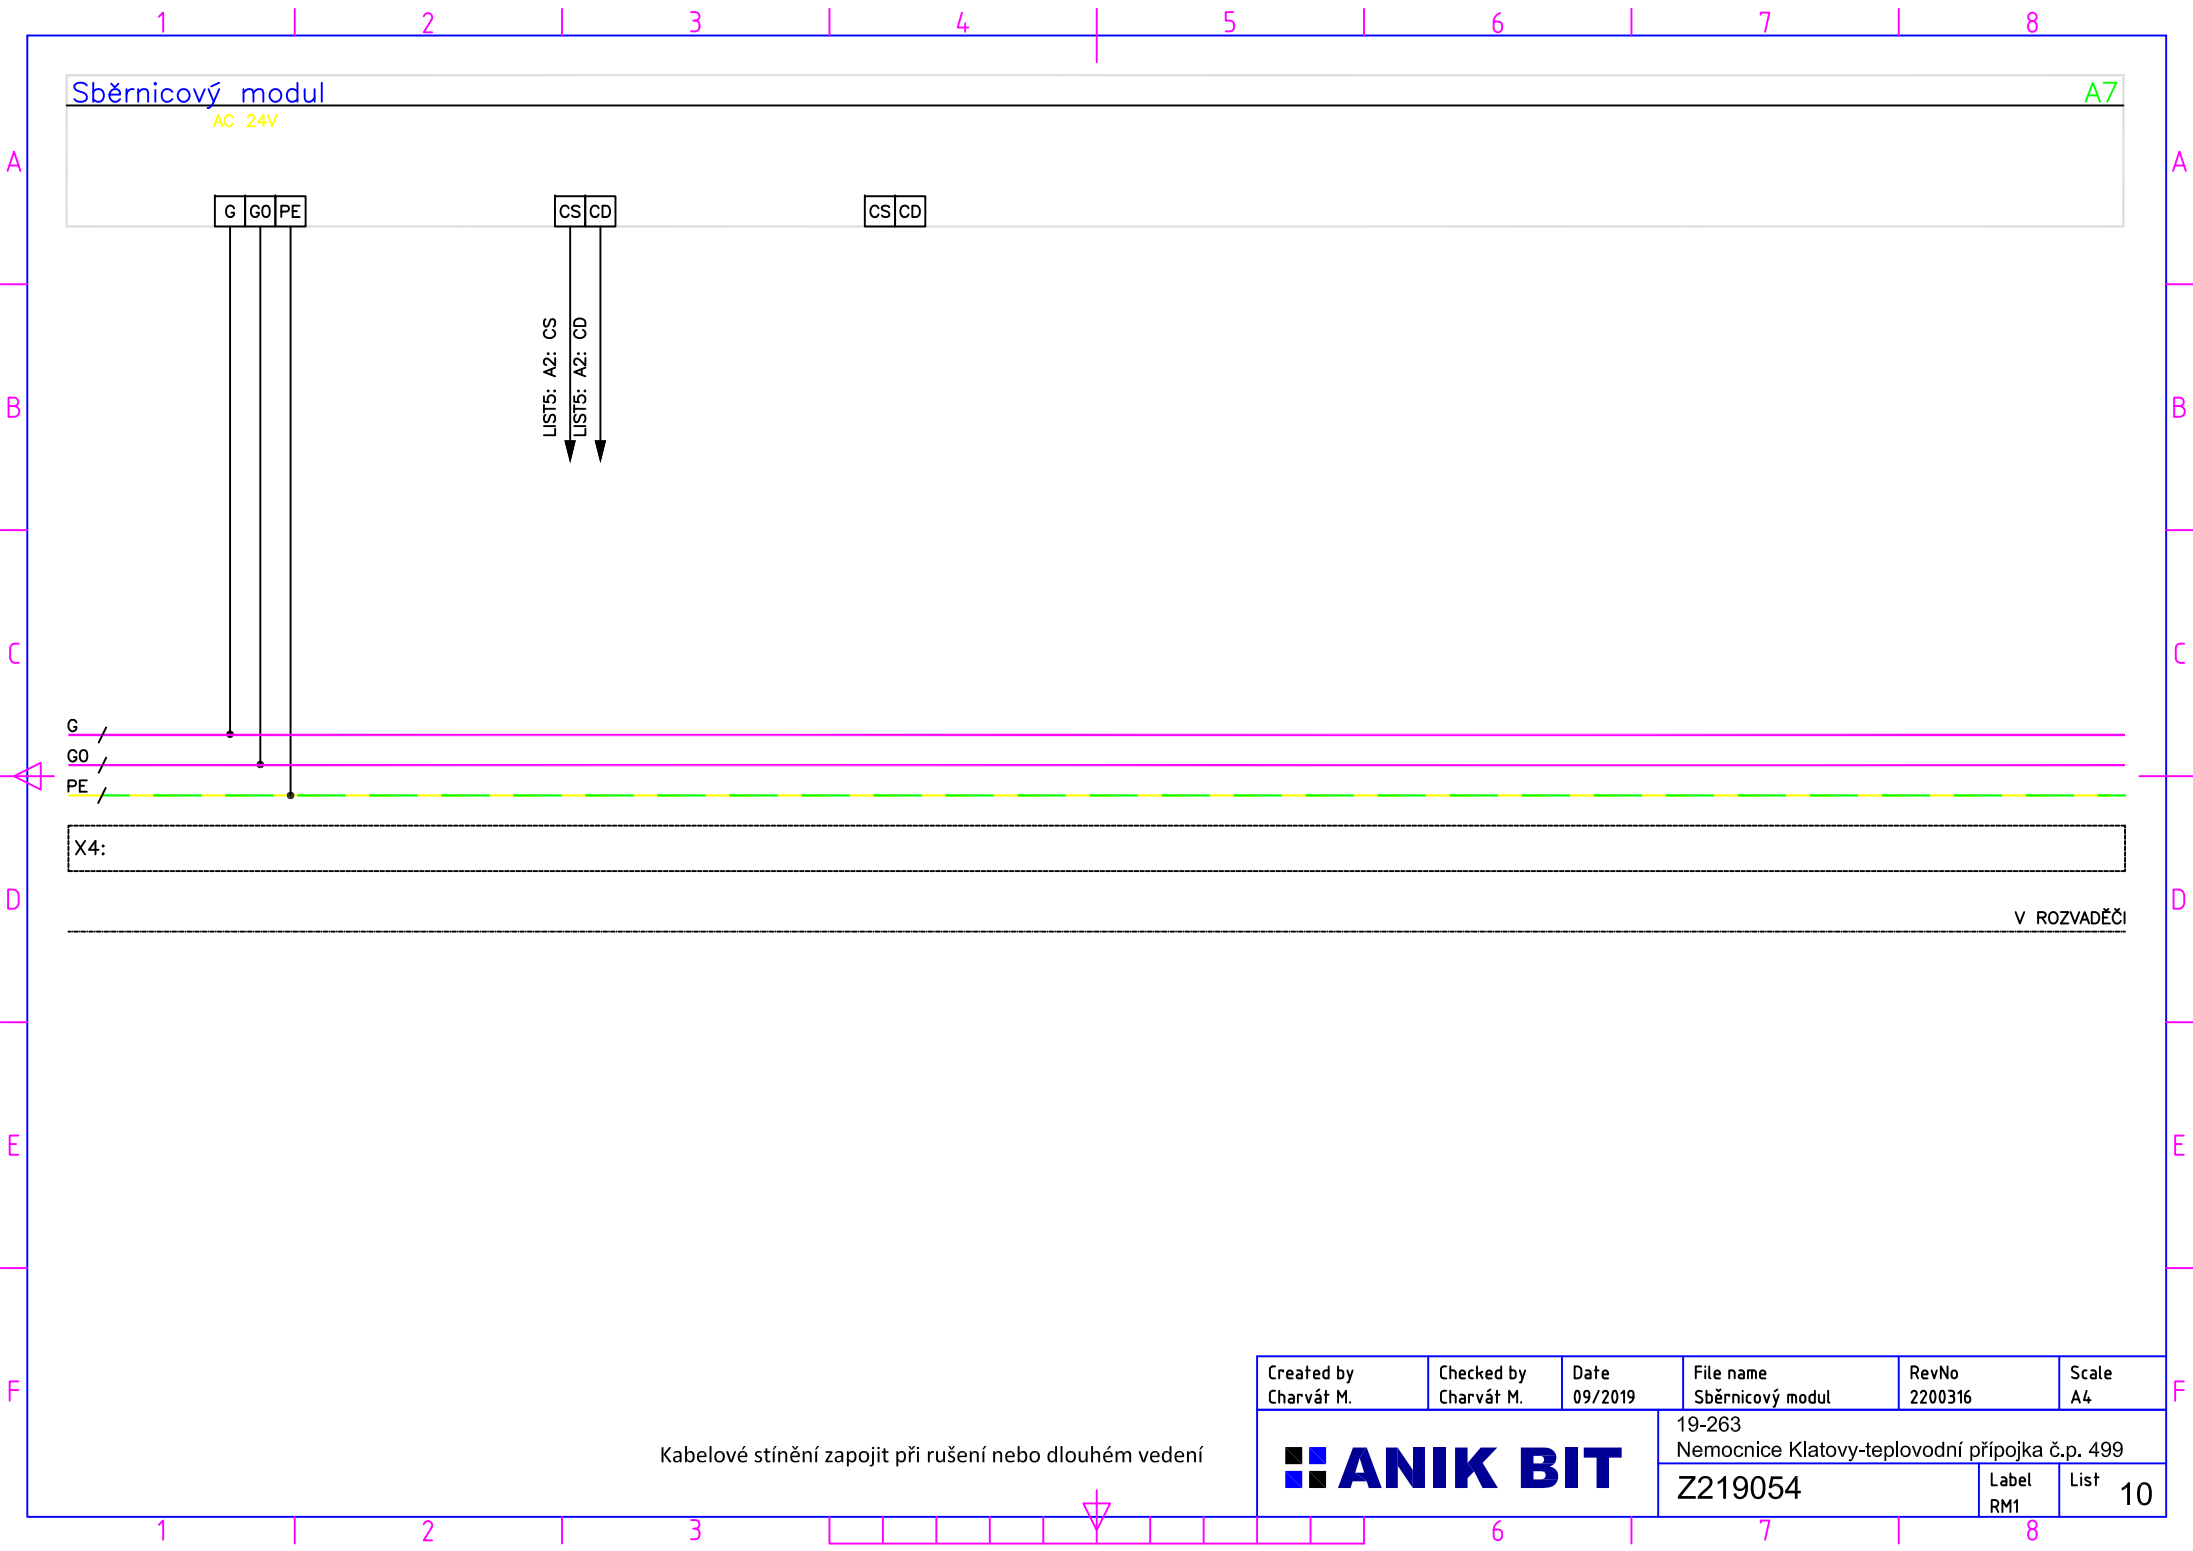 1 2 3 4 5 6 7 8
Sběrnicový modul A7
AC 24V
A A
G G0 PE CS CD CS CD
LIST5: A2: CS
LIST5: A2: CD
B B
C C
G
G0
PE
X4:
D D
V ROZVADĚČI
E E
F F
Created by Checked by Date File name RevNo Scale
Charvát M. Charvát M. 09/2019 Sběrnicový modul 2200316 A4
19-263
Nemocnice Klatovy-teplovodní přípojka č.p. 499
Kabelové stínění zapojit při rušení nebo dlouhém vedení
ANIK BIT
Z219054
Label
RM1
List 10
1 2 3 6 7 8